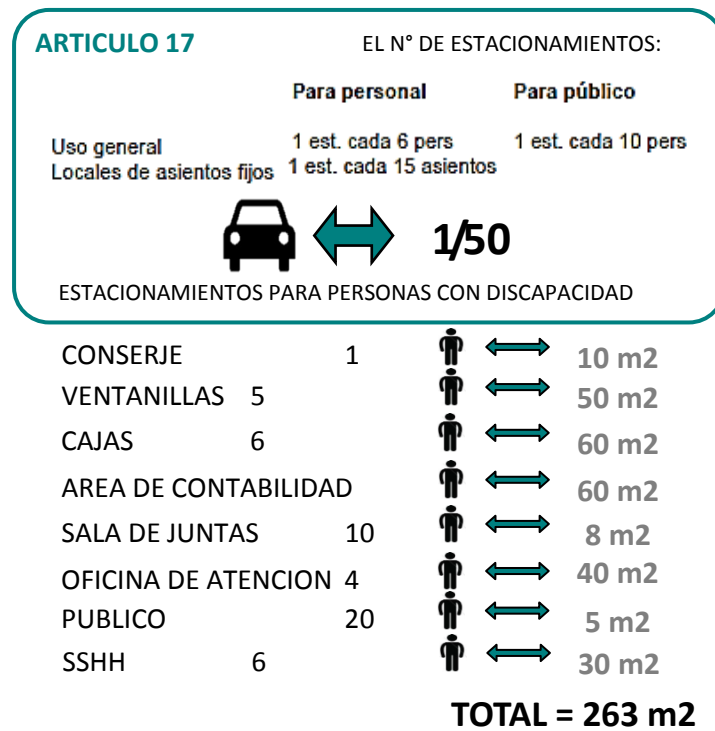 ARTICULO 17 EL N° DE ESTACIONAMIENTOS:
Para personal Para público
Uso general 1 est. cada 6 pers 1 est. cada 10 pers
Locales de asientos fijos 1 est. cada 15 asientos
1/50
ESTACIONAMIENTOS PARA PERSONAS CON DISCAPACIDAD
CONSERJE 1 10 m2
VENTANILLAS 5 50 m2
CAJAS 6 60 m2
AREA DE CONTABILIDAD 60 m2
SALA DE JUNTAS 10 8 m2
OFICINA DE ATENCION 4 40 m2
PUBLICO 20 5 m2
SSHH 6 30 m2
TOTAL = 263 m2